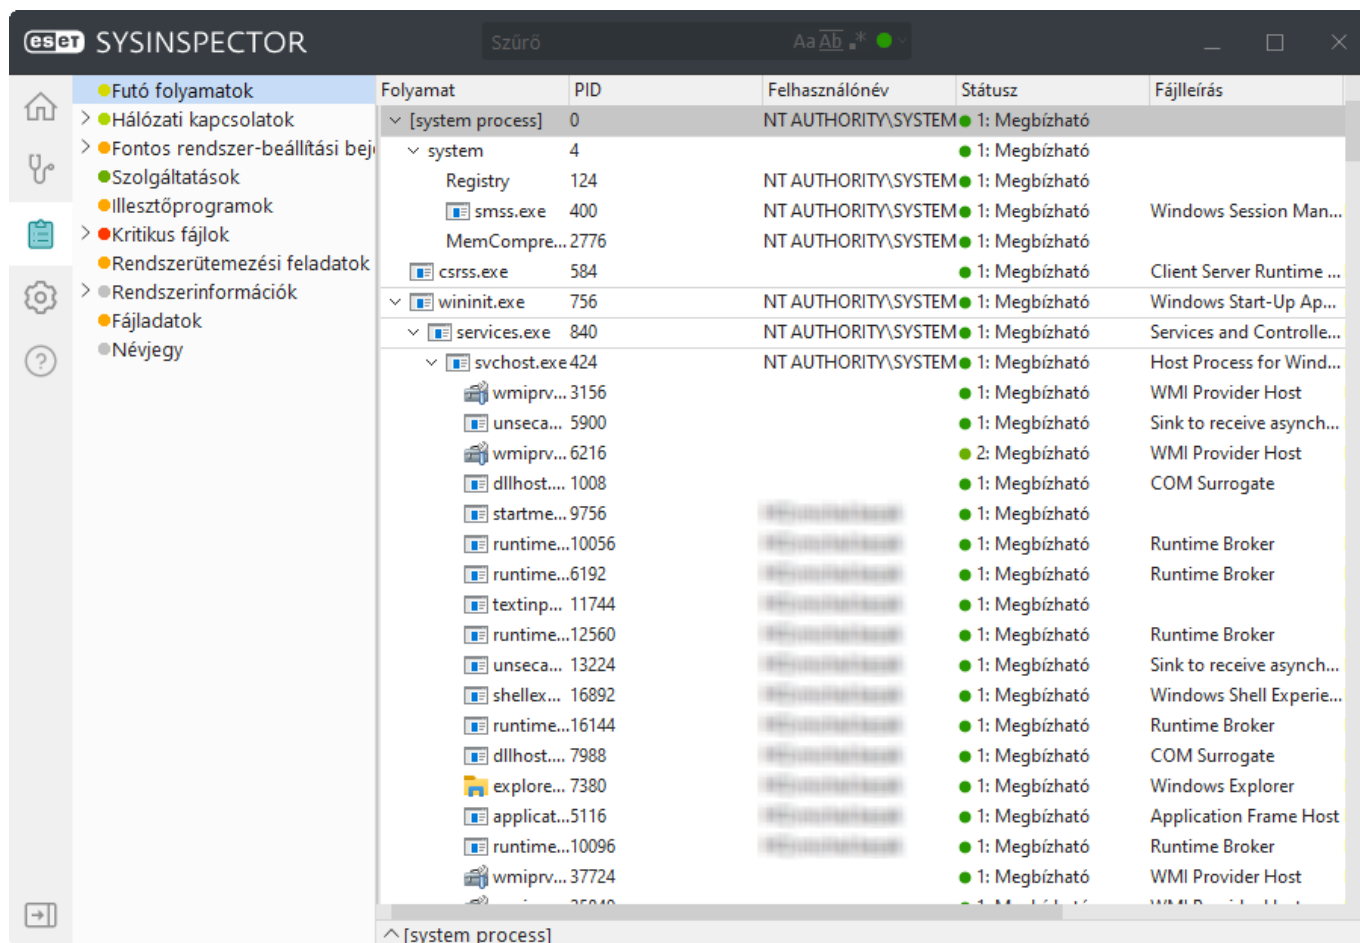 eset SYSINSPECTOR
Szűrő
Aa Ab .*
Futó folyamatok
Hálózati kapcsolatok
Fontos rendszer-beállítási bej
Szolgáltatások
Illesztőprogramok
Kritikus fájlok
Rendszerütemezési feladatok
Rendszerinformációk
Fájladatok
Névjegy
Folyamat PID Felhasználónév Státusz Fájlleírás
[system process] 0 NT AUTHORITY\SYSTEM 1: Megbízható
system 4 1: Megbízható
Registry 124 NT AUTHORITY\SYSTEM 1: Megbízható
smss.exe 400 NT AUTHORITY\SYSTEM 1: Megbízható Windows Session Man...
MemCompre... 2776 NT AUTHORITY\SYSTEM 1: Megbízható
csrss.exe 584 1: Megbízható Client Server Runtime ...
wininit.exe 756 NT AUTHORITY\SYSTEM 1: Megbízható Windows Start-Up Ap...
services.exe 840 NT AUTHORITY\SYSTEM 1: Megbízható Services and Controlle...
svchost.exe 424 NT AUTHORITY\SYSTEM 1: Megbízható Host Process for Wind...
wmiprv... 3156 1: Megbízható WMI Provider Host
unseca... 5900 1: Megbízható Sink to receive asynch...
wmiprv... 6216 2: Megbízható WMI Provider Host
dllhost.... 1008 1: Megbízható COM Surrogate
startme... 9756 1: Megbízható
runtime... 10056 1: Megbízható Runtime Broker
runtime... 6192 1: Megbízható Runtime Broker
textinp... 11744 1: Megbízható
runtime... 12560 1: Megbízható Runtime Broker
unseca... 13224 1: Megbízható Sink to receive asynch...
shellex... 16892 1: Megbízható Windows Shell Experie...
runtime... 16144 1: Megbízható Runtime Broker
dllhost.... 7988 1: Megbízható COM Surrogate
explore... 7380 1: Megbízható Windows Explorer
applicat... 5116 1: Megbízható Application Frame Host
runtime... 10096 1: Megbízható Runtime Broker
wmiprv... 37724 1: Megbízható WMI Provider Host
[system process]